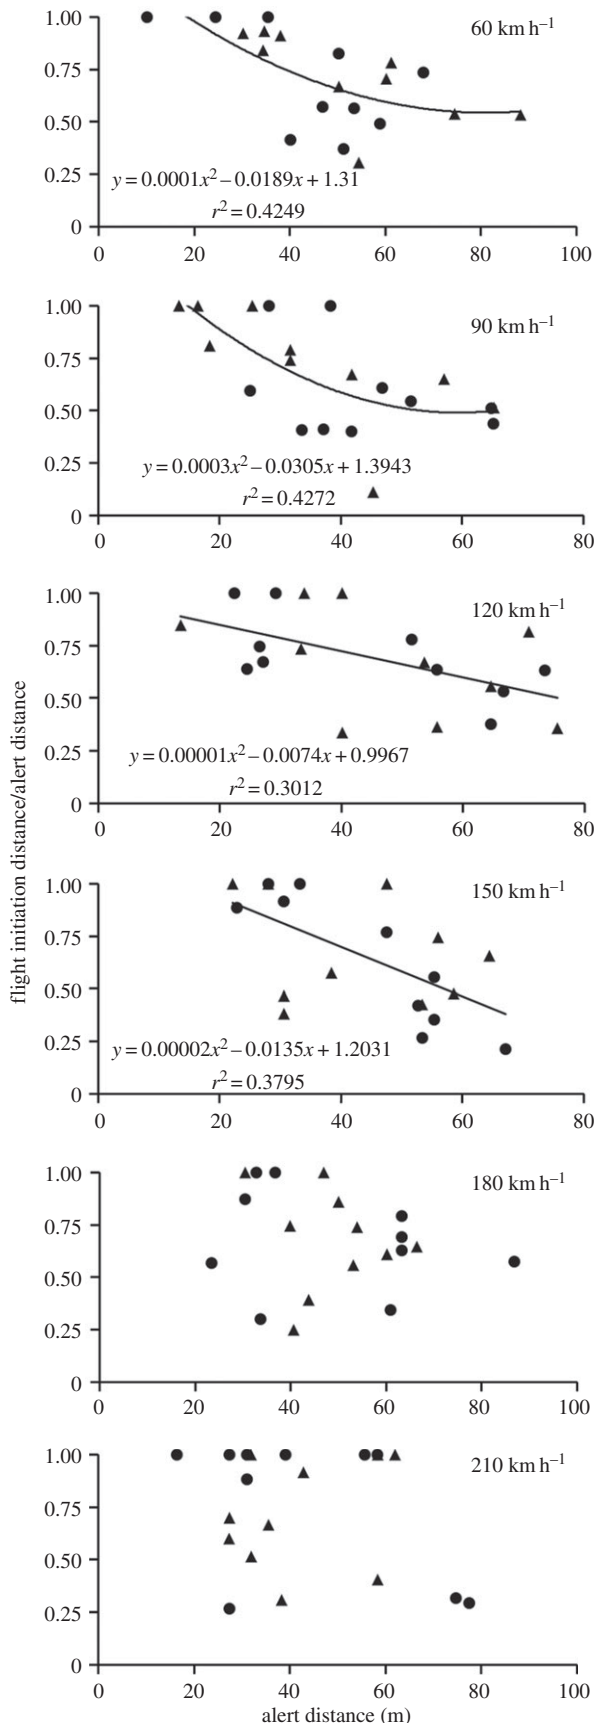 1.00
60 km h⁻¹
0.75
0.50
0.25
y = 0.0001x² – 0.0189x + 1.31
r² = 0.4249
0
0 20 40 60 80 100
1.00
90 km h⁻¹
0.75
0.50
0.25
y = 0.0003x² – 0.0305x + 1.3943
r² = 0.4272
0
0 20 40 60 80
1.00
120 km h⁻¹
0.75
0.50
0.25
y = 0.00001x² – 0.0074x + 0.9967
r² = 0.3012
0
0 20 40 60 80
flight initiation distance/alert distance
1.00
150 km h⁻¹
0.75
0.50
0.25
y = 0.00002x² – 0.0135x + 1.2031
r² = 0.3795
0
0 20 40 60 80
1.00
180 km h⁻¹
0.75
0.50
0.25
0
0 20 40 60 80 100
1.00
210 km h⁻¹
0.75
0.50
0.25
0
0 20 40 60 80 100
alert distance (m)